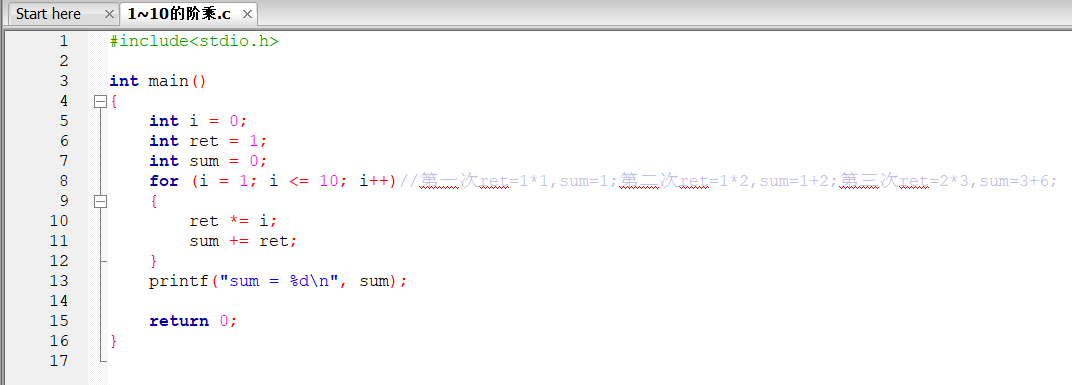 Start here × 1~10的阶乘.c ×
1 #include<stdio.h>
2
3 int main()
4 {
5     int i = 0;
6     int ret = 1;
7     int sum = 0;
8     for (i = 1; i <= 10; i++)//第一次ret=1*1,sum=1;第二次ret=1*2,sum=1+2;第三次ret=2*3,sum=3+6;
9     {
10         ret *= i;
11         sum += ret;
12     }
13     printf("sum = %d\n", sum);
14
15     return 0;
16 }
17